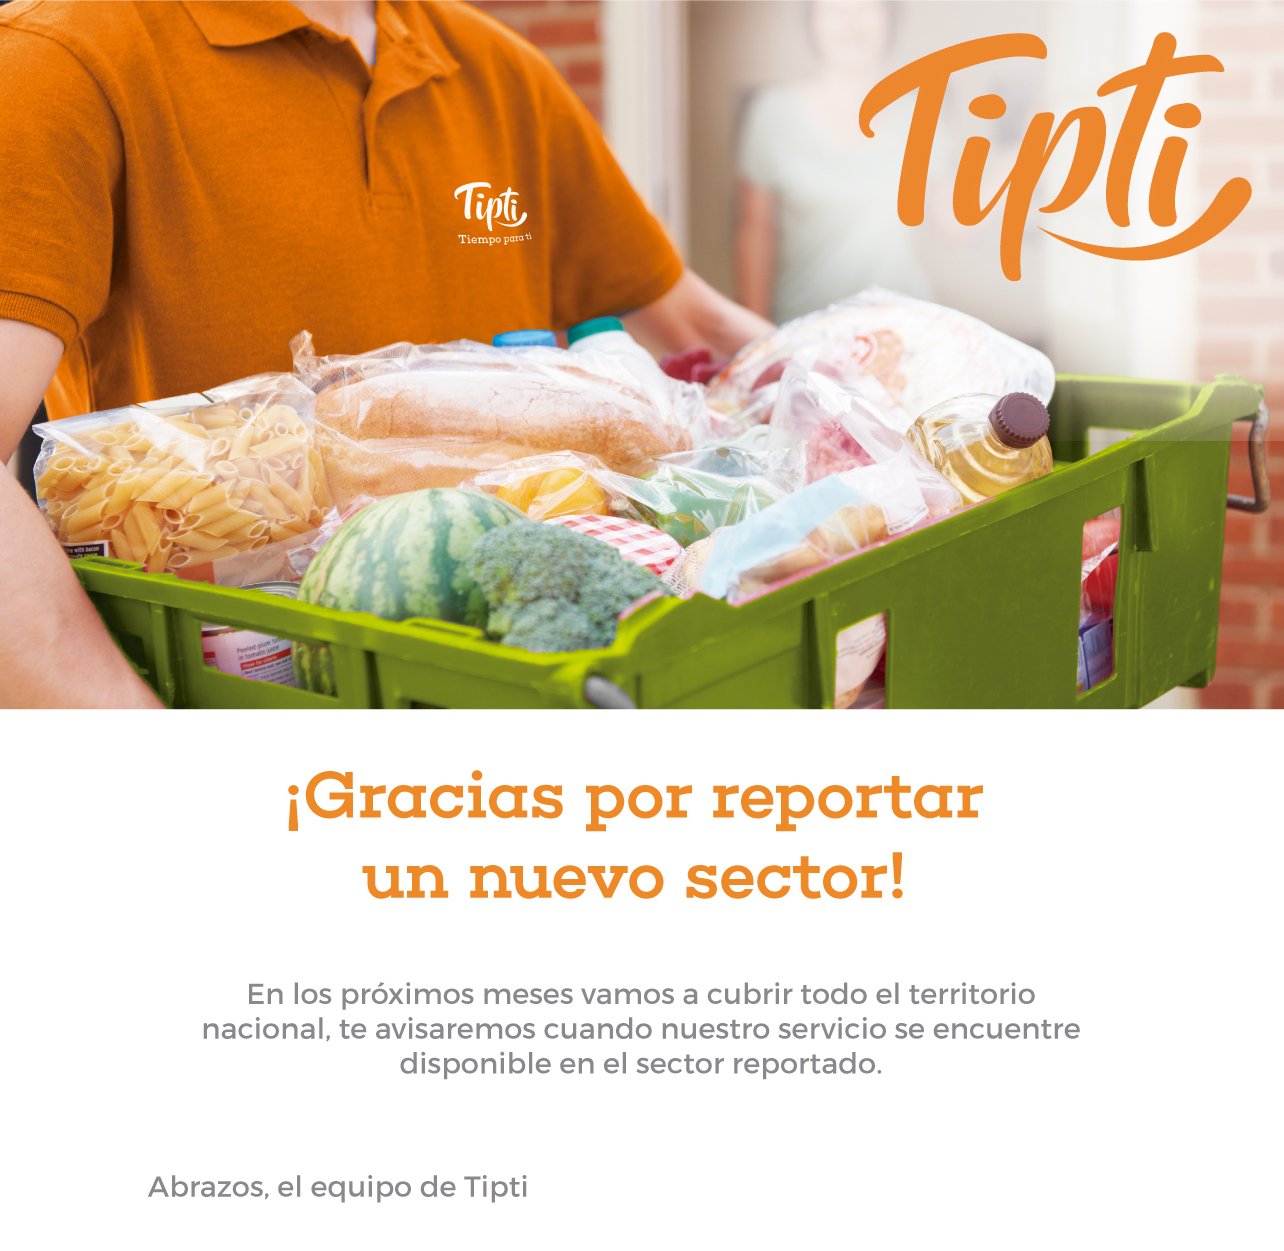 Tipti
Tipti
Tiempo para ti
¡Gracias por reportar
un nuevo sector!
En los próximos meses vamos a cubrir todo el territorio
nacional, te avisaremos cuando nuestro servicio se encuentre
disponible en el sector reportado.
Abrazos, el equipo de Tipti